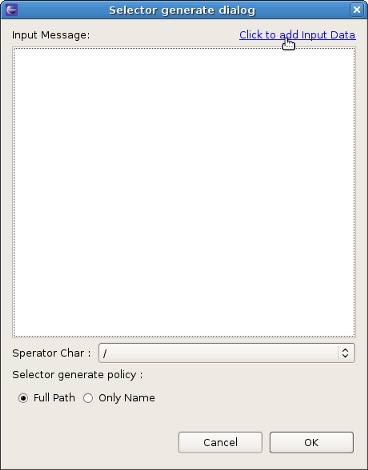 Selector generate dialog
Input Message: Click to add Input Data
Sperator Char : /
Selector generate policy :
Full Path Only Name
Cancel OK